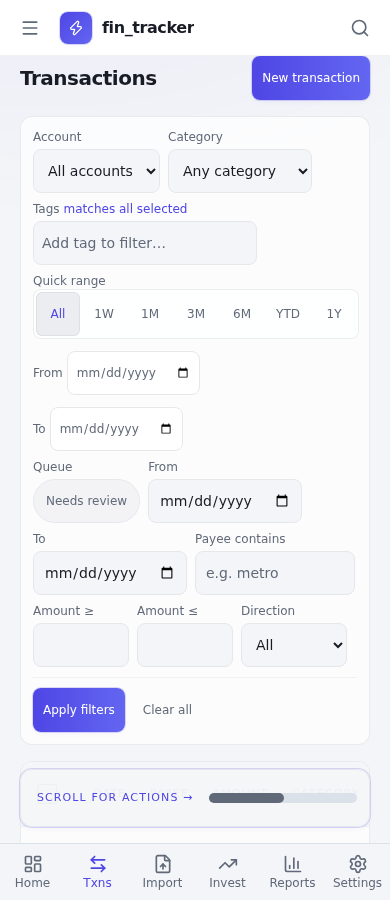 fin_tracker
Transactions
New transaction
Account Category
All accounts Any category
Tags matches all selected
Add tag to filter...
Quick range
All 1W 1M 3M 6M YTD 1Y
From mm/dd/yyyy
To mm/dd/yyyy
Queue From
Needs review mm/dd/yyyy
To Payee contains
mm/dd/yyyy e.g. metro
Amount ≥ Amount ≤ Direction
All
Apply filters Clear all
SCROLL FOR ACTIONS →
Home Txns Import Invest Reports Settings